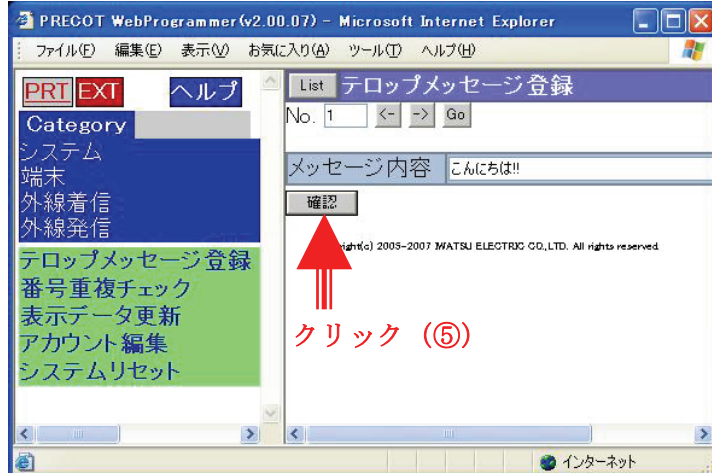 PRECOT WebProgrammer(v2.00.07) - Microsoft Internet Explorer
ファイル(F) 編集(E) 表示(V) お気に入り(A) ツール(T) ヘルプ(H)
PRT EXT ヘルプ
Category
システム
端末
外線着信
外線発信
テロップメッセージ登録
番号重複チェック
表示データ更新
アカウント編集
システムリセット
List テロップメッセージ登録
No. 1 <- -> Go
メッセージ内容 こんにちは!!
確認
ight(c) 2005-2007 IWATSU ELECTRIC CO.,LTD. All rights reserved.
クリック（⑤）
インターネット